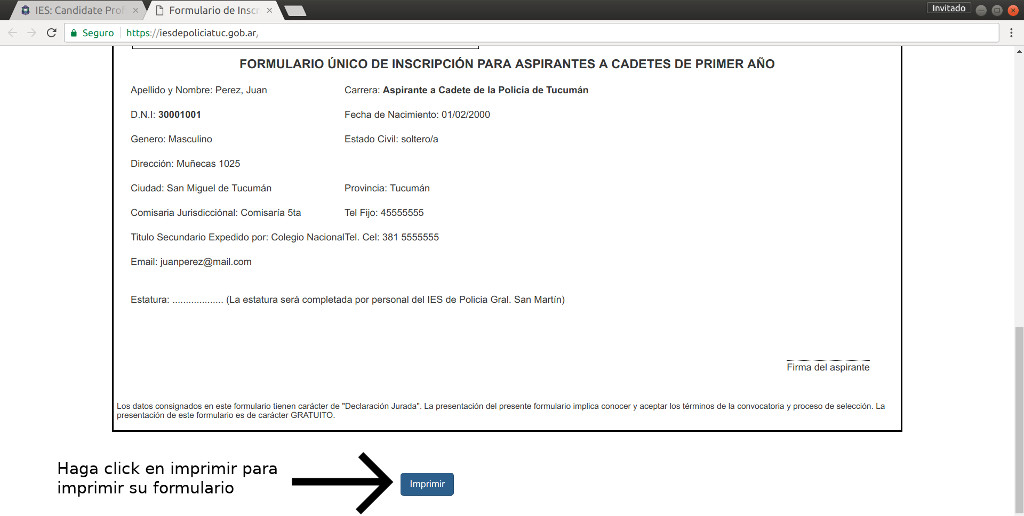 IES: Candidate Pro
Formulario de Inscr
Invitado
Seguro
https://iesdepoliciatuc.gob.ar,
FORMULARIO ÚNICO DE INSCRIPCIÓN PARA ASPIRANTES A CADETES DE PRIMER AÑO
Apellido y Nombre: Perez, Juan Carrera: Aspirante a Cadete de la Policía de Tucumán
D.N.I: 30001001 Fecha de Nacimiento: 01/02/2000
Genero: Masculino Estado Civil: soltero/a
Dirección: Muñecas 1025
Ciudad: San Miguel de Tucumán Provincia: Tucumán
Comisaria Jurisdicciónal: Comisaría 5ta Tel Fijo: 45555555
Titulo Secundario Expedido por: Colegio NacionalTel. Cel: 381 5555555
Email: juanperez@mail.com
Estatura: ................... (La estatura será completada por personal del IES de Policia Gral. San Martín)
Firma del aspirante
Los datos consignados en este formulario tienen carácter de "Declaración Jurada". La presentación del presente formulario implica conocer y aceptar los términos de la convocatoria y proceso de selección. La
presentación de este formulario es de carácter GRATUITO.
Haga click en imprimir para
imprimir su formulario
Imprimir